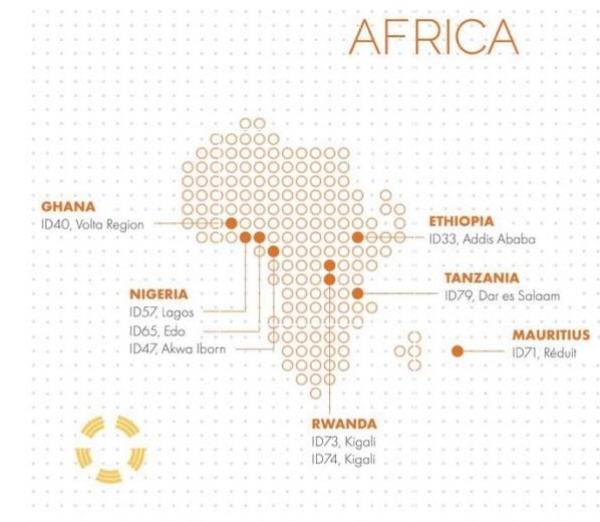 AFRICA
GHANA
ID40, Volta Region
ETHIOPIA
ID33, Addis Ababa
TANZANIA
ID79, Dar es Salaam
NIGERIA
ID57, Lagos
ID65, Edo
ID47, Akwa Iborn
MAURITIUS
ID71, Réduit
RWANDA
ID73, Kigali
ID74, Kigali